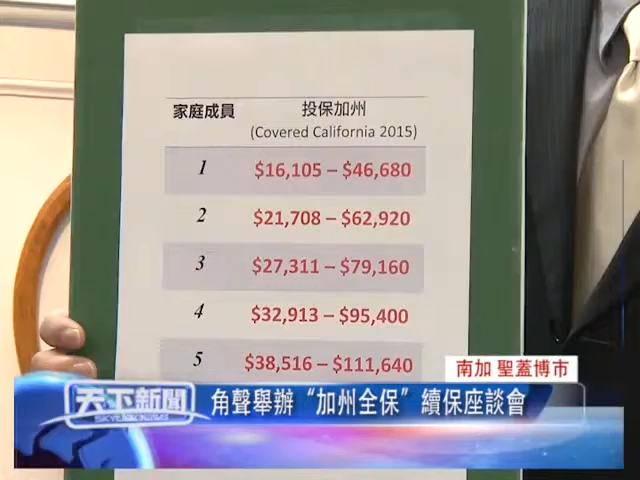 家庭成員 投保加州
(Covered California 2015)
1 $16,105 – $46,680
2 $21,708 – $62,920
3 $27,311 – $79,160
4 $32,913 – $95,400
5 $38,516 – $111,640
南加 聖蓋博市
天下新聞
SKYLINK NEWS
角聲舉辦“加州全保”續保座談會